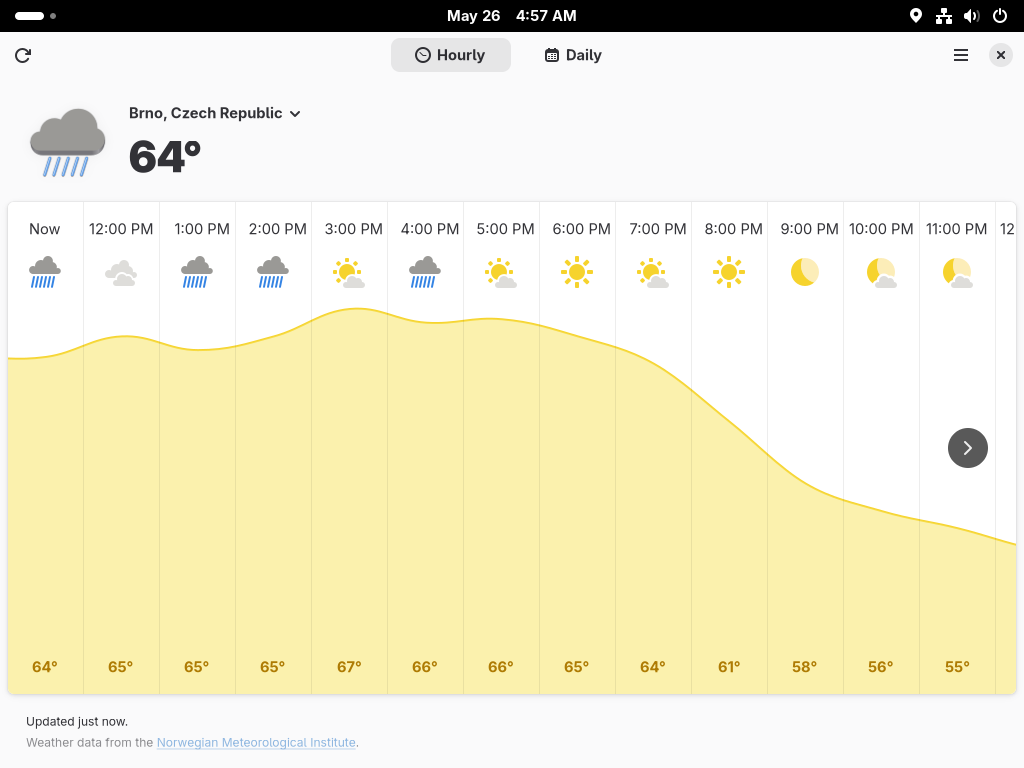 May 26 4:57 AM
Hourly Daily
Brno, Czech Republic
64°
Now 12:00 PM 1:00 PM 2:00 PM 3:00 PM 4:00 PM 5:00 PM 6:00 PM 7:00 PM 8:00 PM 9:00 PM 10:00 PM 11:00 PM 12
64° 65° 65° 65° 67° 66° 66° 65° 64° 61° 58° 56° 55°
Updated just now.
Weather data from the Norwegian Meteorological Institute.